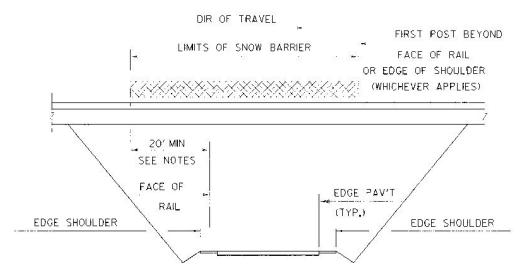 DIR OF TRAVEL
LIMITS OF SNOW BARRIER
FIRST POST BEYOND
FACE OF RAIL
OR EDGE OF SHOULDER
(WHICHEVER APPLIES)
20' MIN
SEE NOTES
FACE OF
RAIL
EDGE PAV'T
(TYP.)
EDGE SHOULDER
EDGE SHOULDER